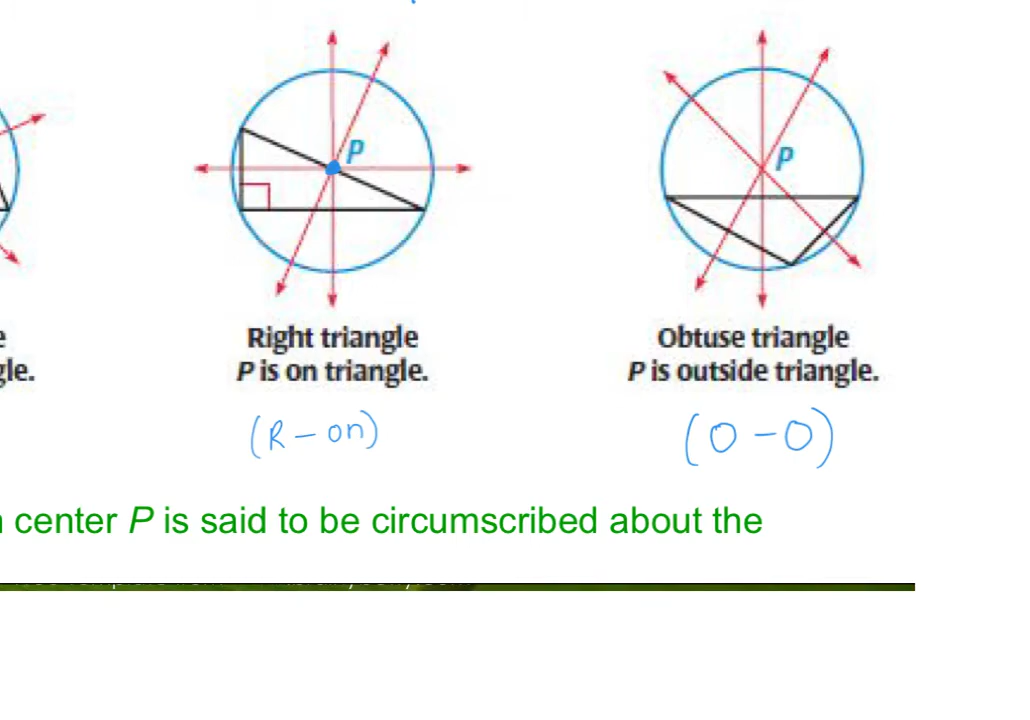 P
P
gle.
Right triangle
P is on triangle.
Obtuse triangle
P is outside triangle.
(R - on)
(O - O)
center P is said to be circumscribed about the